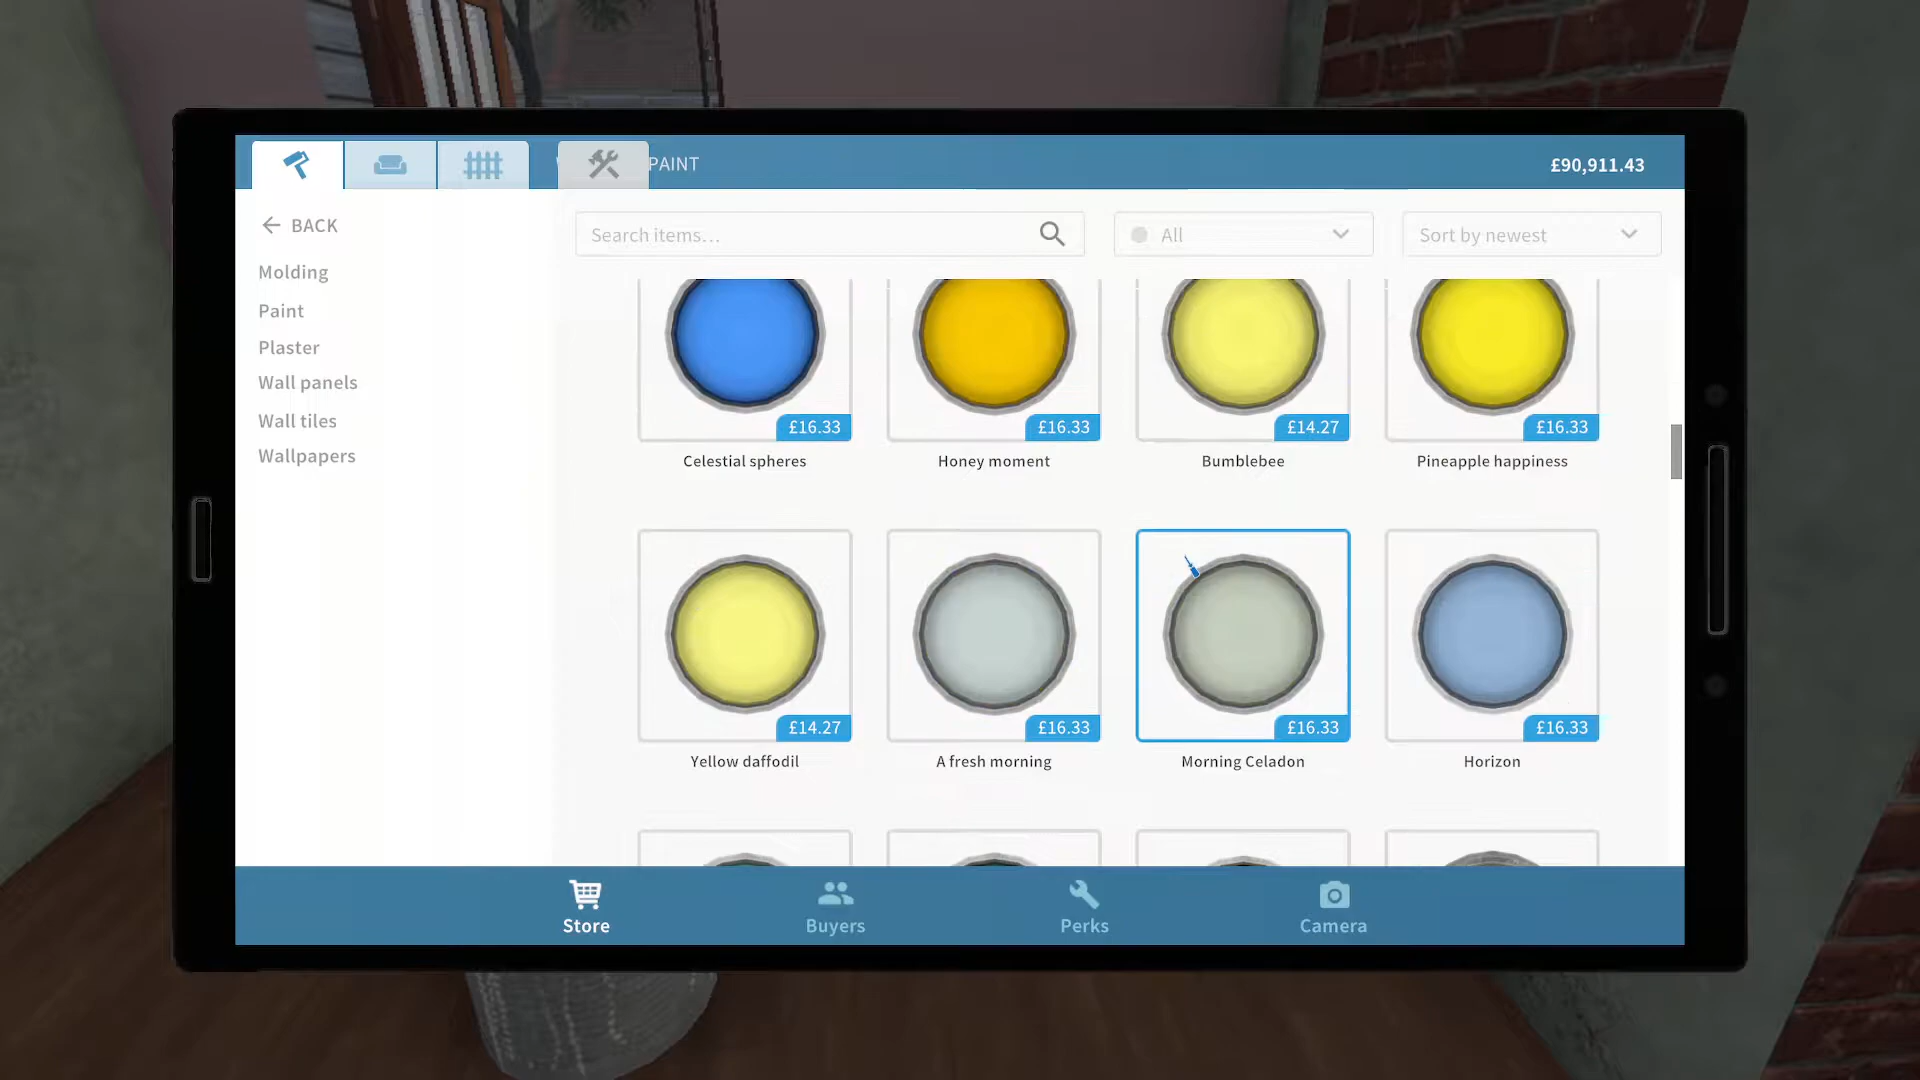 PAINT
£90,911.43
BACK
Search items...
All
Sort by newest
Molding
Paint
Plaster
Wall panels
Wall tiles
Wallpapers
£16.33
£16.33
£14.27
£16.33
Celestial spheres
Honey moment
Bumblebee
Pineapple happiness
£14.27
£16.33
£16.33
£16.33
Yellow daffodil
A fresh morning
Morning Celadon
Horizon
Store
Buyers
Perks
Camera